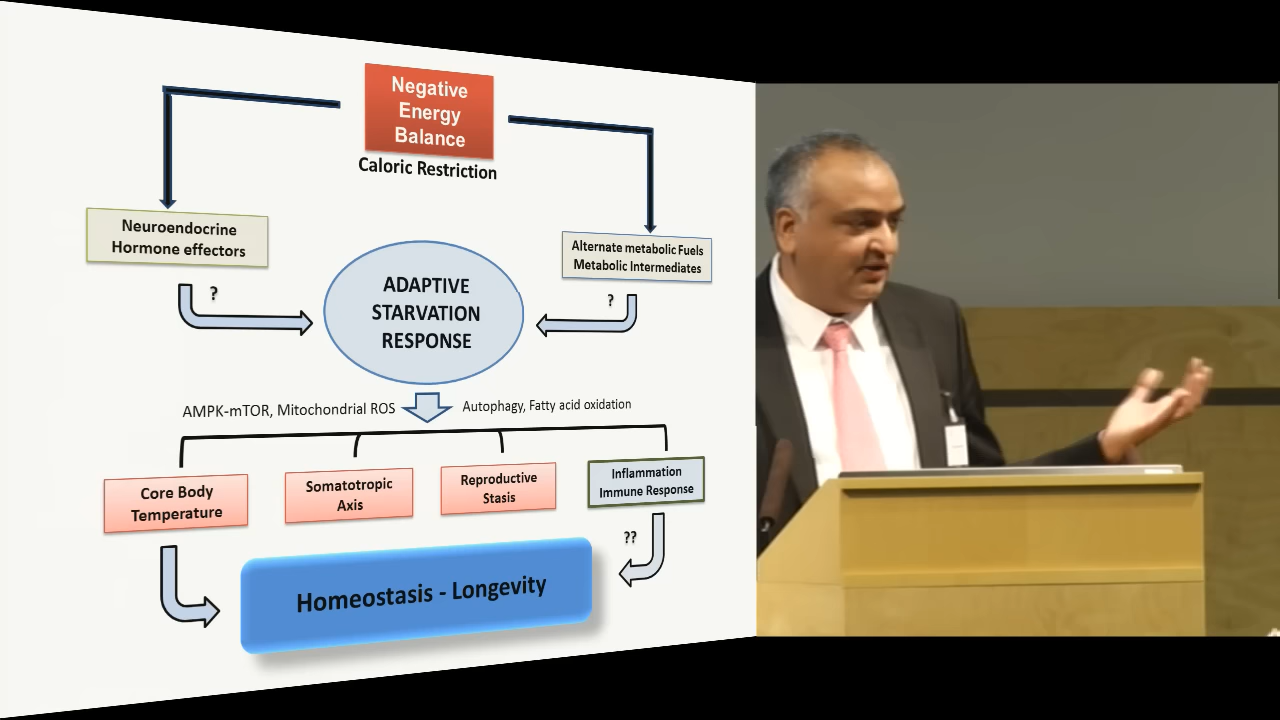 Negative
Energy
Balance
Caloric Restriction
Neuroendocrine
Hormone effectors
Alternate metabolic Fuels
Metabolic Intermediates
?
?
ADAPTIVE
STARVATION
RESPONSE
AMPK-mTOR, Mitochondrial ROS
Autophagy, Fatty acid oxidation
Core Body
Temperature
Somatotropic
Axis
Reproductive
Stasis
Inflammation
Immune Response
??
Homeostasis - Longevity